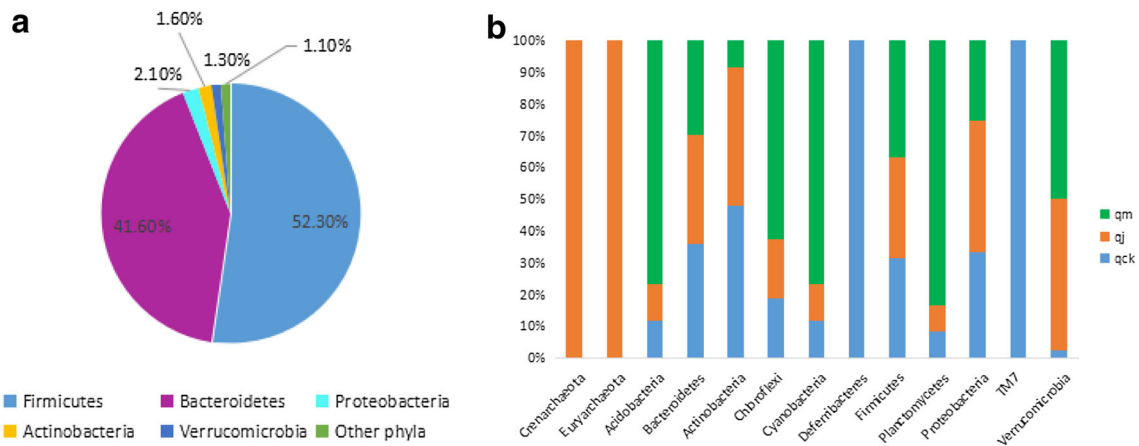 a
1.60%
1.30%
1.10%
2.10%
41.60%
52.30%
Firmicutes
Bacteroidetes
Proteobacteria
Actinobacteria
Verrucomicrobia
Other phyla
b
100%
90%
80%
70%
60%
50%
40%
30%
20%
10%
0%
Crenarchaeota
Euryarchaeota
Acidobacteria
Bacteroidetes
Actinobacteria
Chbroflexi
Cyanobacteria
Deferribacteres
Firmicutes
Planctomycetes
Proteobacteria
TM7
Verrucomicrobia
qm
qj
qck